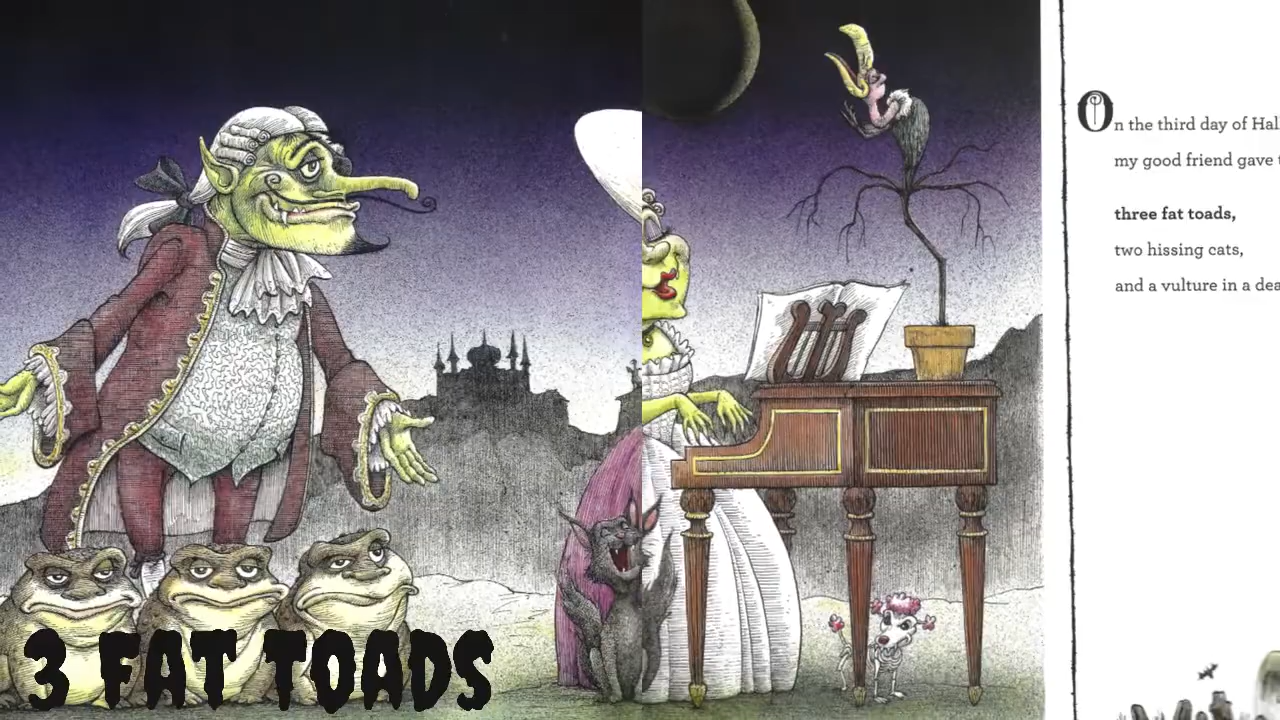 On the third day of Hal
my good friend gave
three fat toads,
two hissing cats,
and a vulture in a dea
3 FAT TOADS